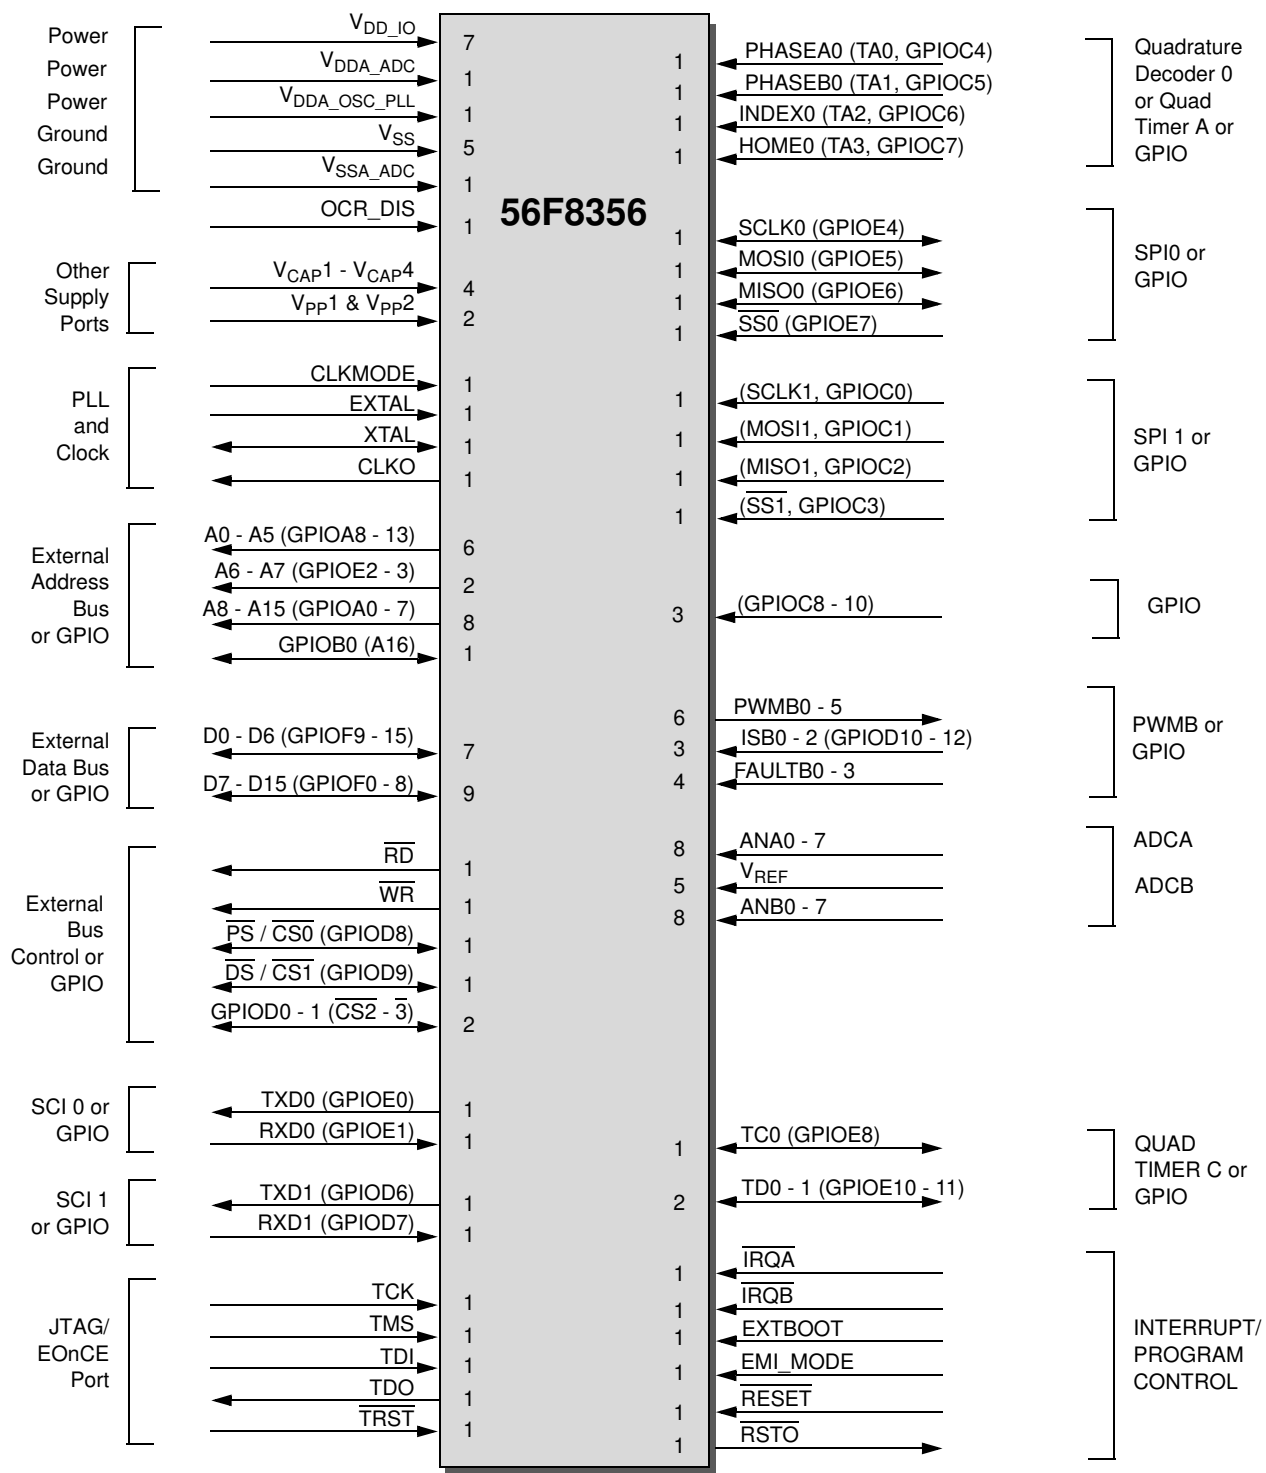 56F8356
Power
Power
Power
Ground
Ground
V_DD_IO 7
V_DDA_ADC 1
V_DDA_OSC_PLL 1
V_SS 5
V_SSA_ADC 1
OCR_DIS 1
Other
Supply
Ports
V_CAP1 - V_CAP4 4
V_PP1 & V_PP2 2
PLL
and
Clock
CLKMODE 1
EXTAL 1
XTAL 1
CLKO 1
External
Address
Bus
or GPIO
A0 - A5 (GPIOA8 - 13) 6
A6 - A7 (GPIOE2 - 3) 2
A8 - A15 (GPIOA0 - 7) 8
GPIOB0 (A16) 1
External
Data Bus
or GPIO
D0 - D6 (GPIOF9 - 15) 7
D7 - D15 (GPIOF0 - 8) 9
External
Bus
Control or
GPIO
RD 1
WR 1
PS / CS0 (GPIOD8) 1
DS / CS1 (GPIOD9) 1
GPIOD0 - 1 (CS2 - 3) 2
SCI 0 or
GPIO
TXD0 (GPIOE0) 1
RXD0 (GPIOE1) 1
SCI 1
or GPIO
TXD1 (GPIOD6) 1
RXD1 (GPIOD7) 1
JTAG/
EOnCE
Port
TCK 1
TMS 1
TDI 1
TDO 1
TRST 1
1 PHASEA0 (TA0, GPIOC4)
1 PHASEB0 (TA1, GPIOC5)
1 INDEX0 (TA2, GPIOC6)
1 HOME0 (TA3, GPIOC7)
Quadrature
Decoder 0
or Quad
Timer A or
GPIO
1 SCLK0 (GPIOE4)
1 MOSI0 (GPIOE5)
1 MISO0 (GPIOE6)
1 SS0 (GPIOE7)
SPI0 or
GPIO
1 (SCLK1, GPIOC0)
1 (MOSI1, GPIOC1)
1 (MISO1, GPIOC2)
1 (SS1, GPIOC3)
SPI 1 or
GPIO
3 (GPIOC8 - 10)
GPIO
6 PWMB0 - 5
3 ISB0 - 2 (GPIOD10 - 12)
4 FAULTB0 - 3
PWMB or
GPIO
8 ANA0 - 7
5 V_REF
8 ANB0 - 7
ADCA
ADCB
1 TC0 (GPIOE8)
2 TD0 - 1 (GPIOE10 - 11)
QUAD
TIMER C or
GPIO
1 IRQA
1 IRQB
1 EXTBOOT
1 EMI_MODE
1 RESET
1 RSTO
INTERRUPT/
PROGRAM
CONTROL